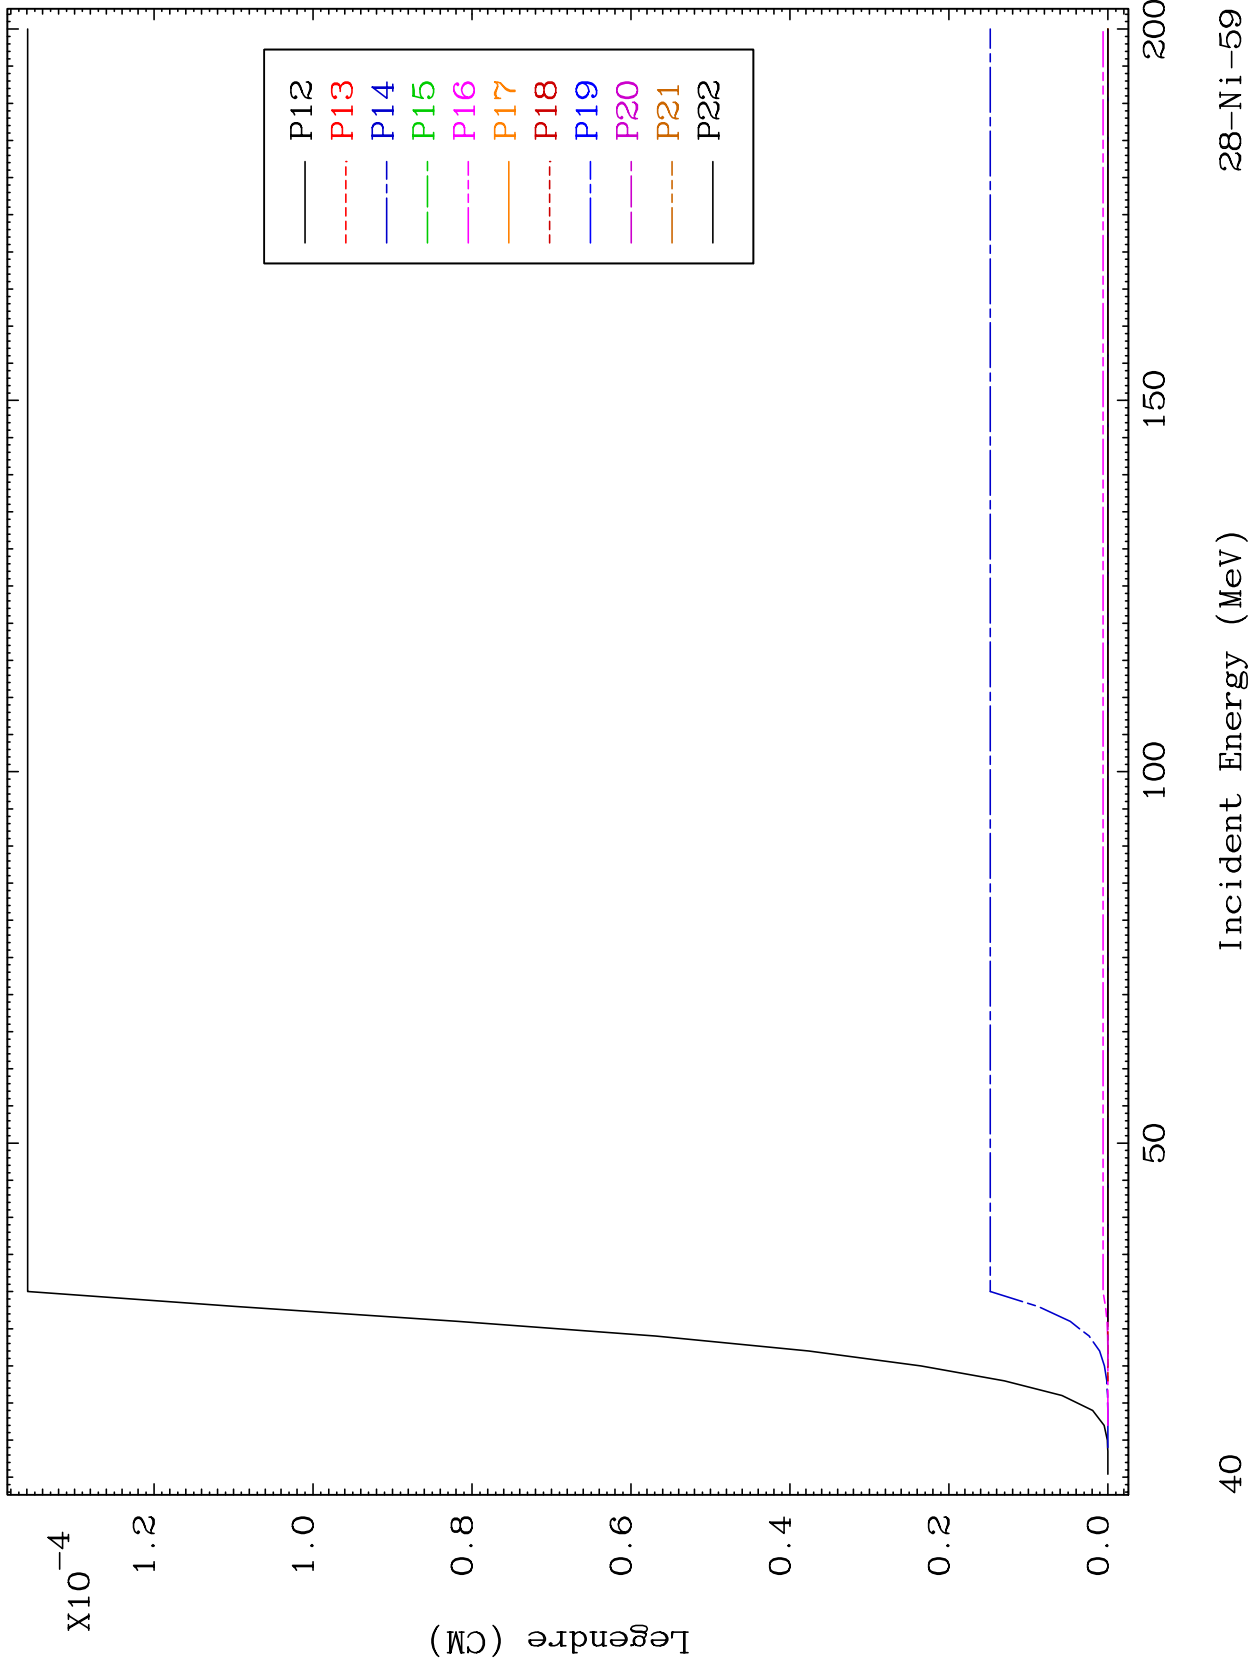 X10-4
1.2
1.0
0.8
0.6
0.4
0.2
0.0
Legendre (CM)
P12
P13
P14
P15
P16
P17
P18
P19
P20
P21
P22
50
100
150
200
40
Incident Energy (MeV)
28-Ni-59